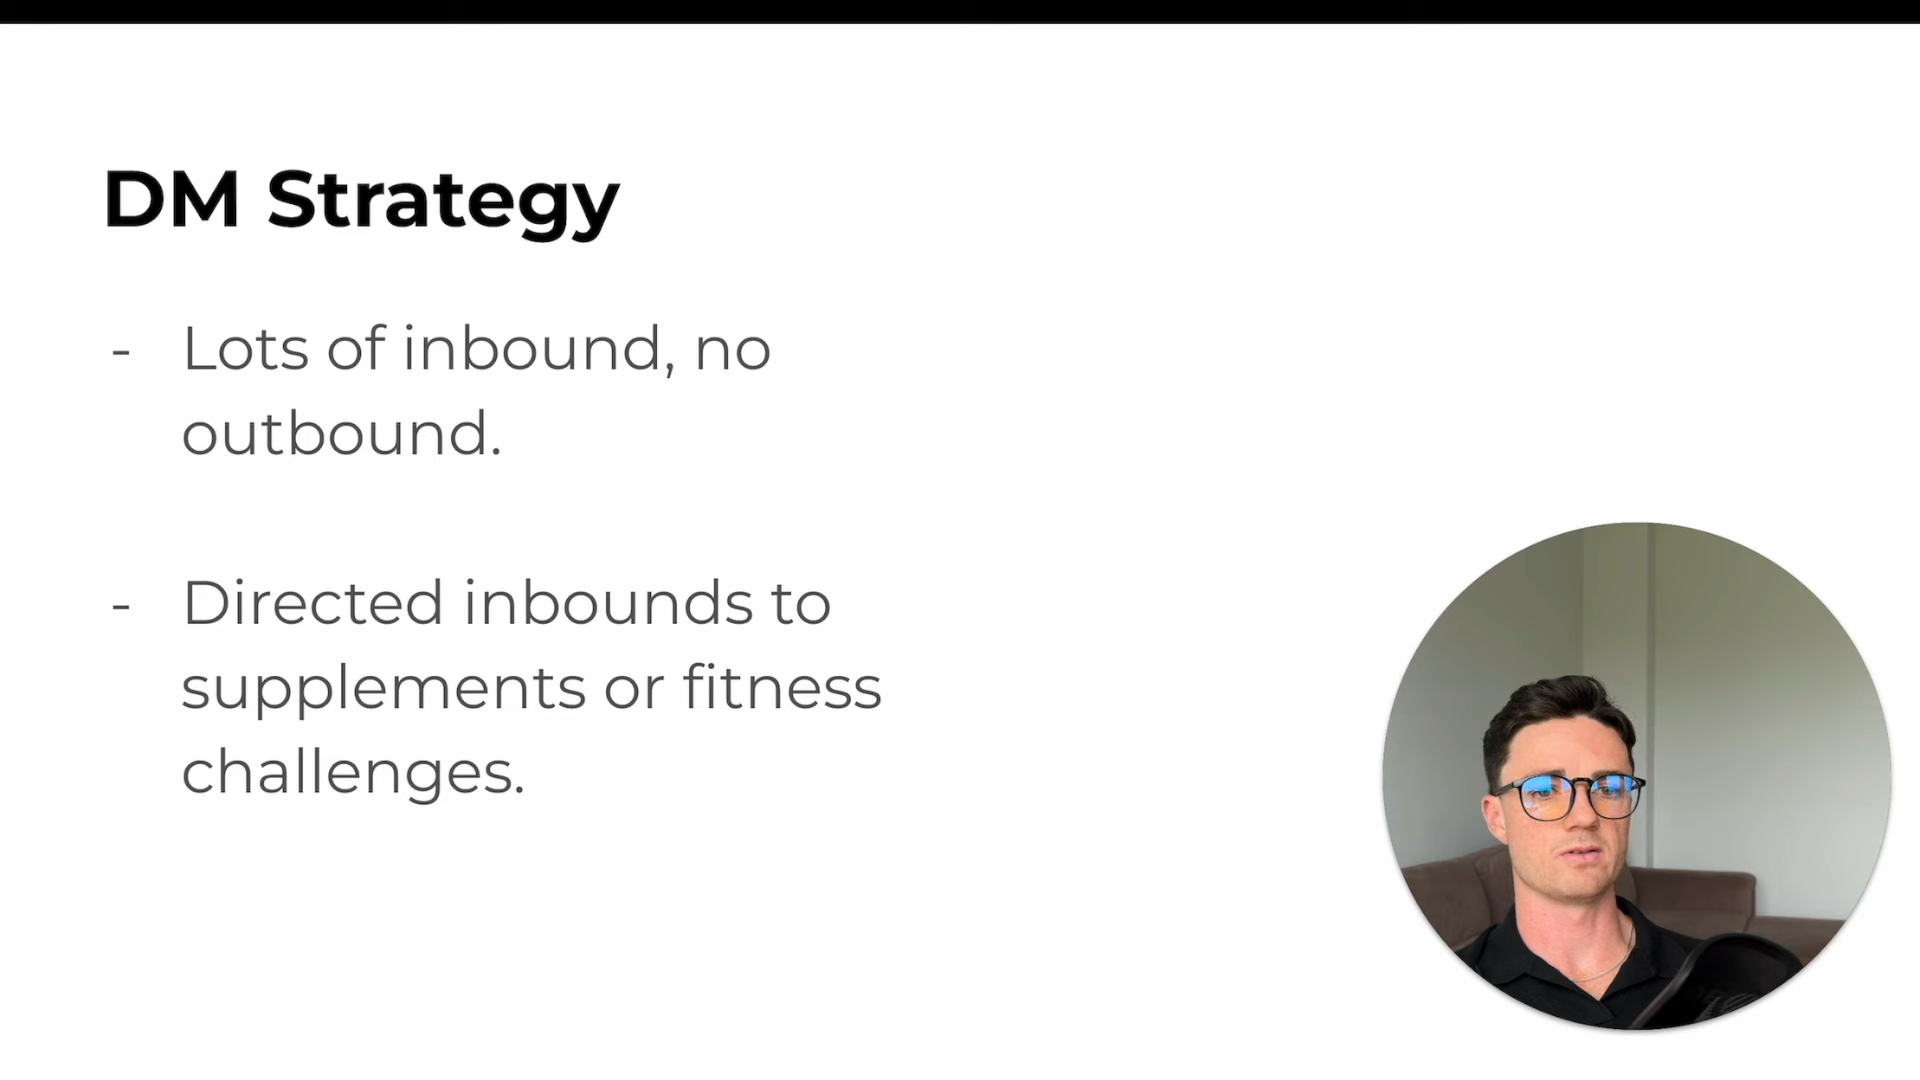 DM Strategy
- Lots of inbound, no
outbound.
- Directed inbounds to
supplements or fitness
challenges.